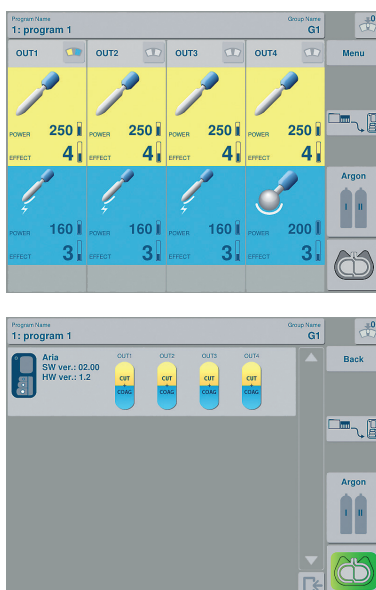 Program Name Group Name
1: program 1 G1 0
OUT1 OUT2 OUT3 OUT4 Menu
POWER 250 POWER 250 POWER 250 POWER 250
EFFECT 4 EFFECT 4 EFFECT 4 EFFECT 4
Argon
I II
POWER 160 POWER 160 POWER 160 POWER 200
EFFECT 3 EFFECT 3 EFFECT 3 EFFECT 3
Program Name Group Name
1: program 1 G1 0
Aria OUT1 OUT2 OUT3 OUT4 Back
SW ver.: 02.00
HW ver.: 1.2
CUT CUT CUT CUT
COAG COAG COAG COAG
Argon
I II